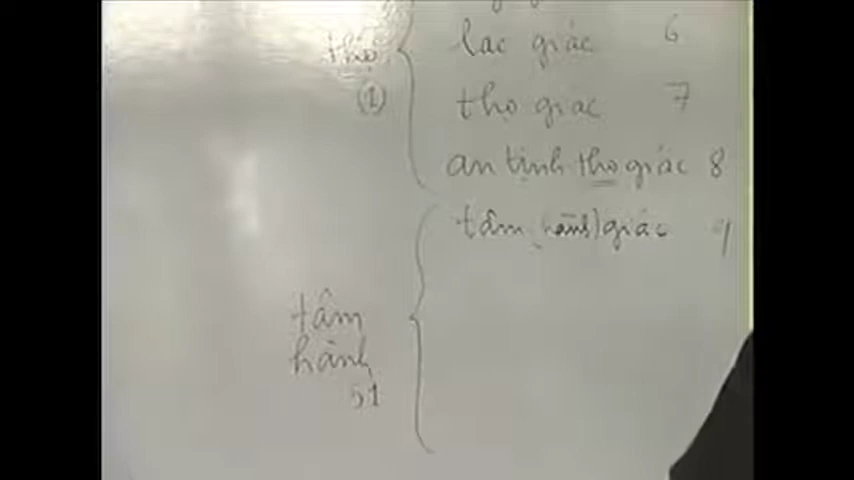 lạc giác 6
thọ
(1)
thọ giác 7
an tịnh thọ giác 8
tâm (hành) giác 9
tâm
hành
51